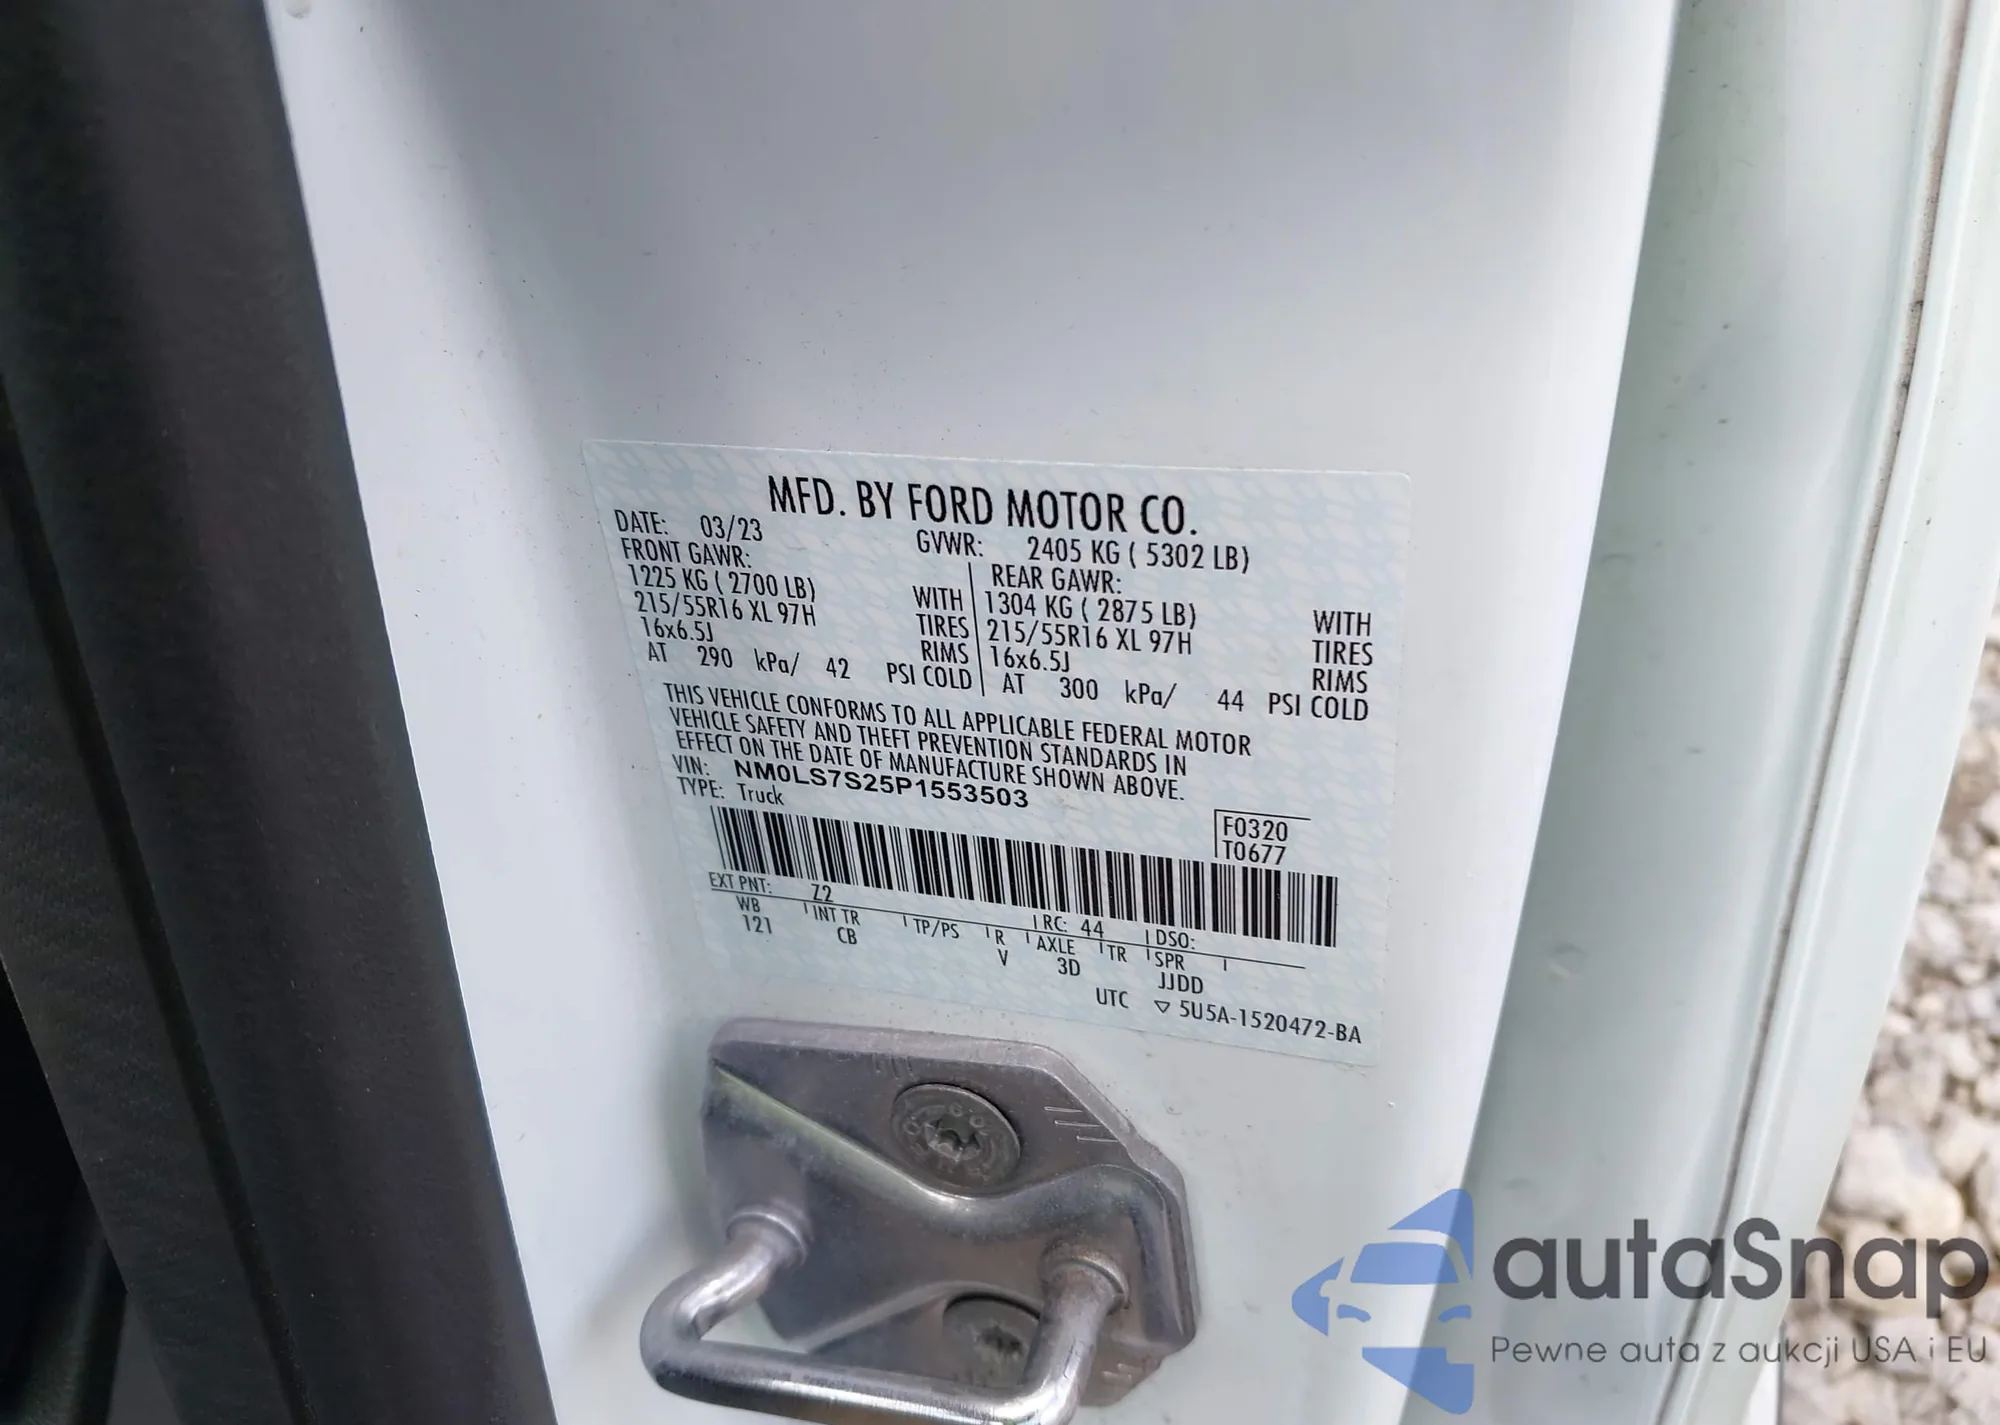 MFD. BY FORD MOTOR CO.
DATE: 03/23 GVWR: 2405 KG ( 5302 LB)
FRONT GAWR: REAR GAWR:
1225 KG ( 2700 LB) WITH 1304 KG ( 2875 LB) WITH
215/55R16 XL 97H TIRES 215/55R16 XL 97H TIRES
16x6.5J RIMS 16x6.5J RIMS
AT 290 kPa/ 42 PSI COLD AT 300 kPa/ 44 PSI COLD
THIS VEHICLE CONFORMS TO ALL APPLICABLE FEDERAL MOTOR
VEHICLE SAFETY AND THEFT PREVENTION STANDARDS IN
EFFECT ON THE DATE OF MANUFACTURE SHOWN ABOVE.
VIN: NM0LS7S25P1553503
TYPE: Truck
F0320
T0677
EXT PNT: Z2 RC: 44 DSO:
WB INT TR TP/PS R AXLE TR SPR
121 CB V 3D JJDD
UTC ▽ 5U5A-1520472-BA
autaSnap
Pewne auta z aukcji USA i EU